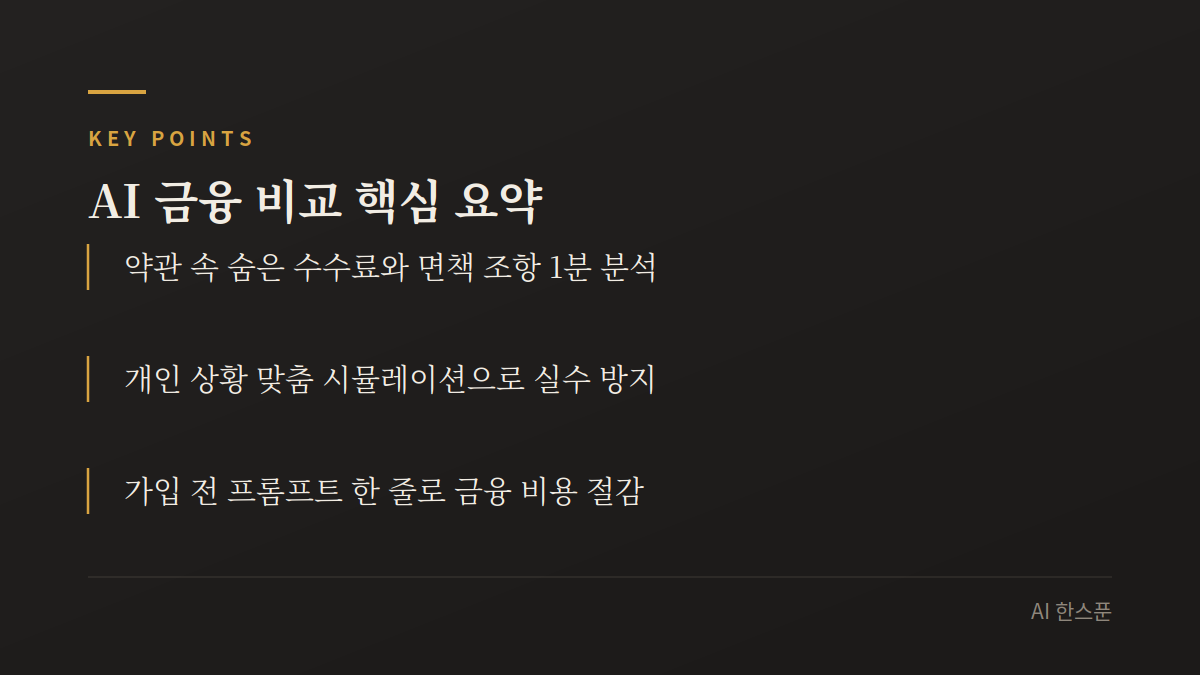 KEY POINTS
AI 금융 비교 핵심 요약
약관 속 숨은 수수료와 면책 조항 1분 분석
개인 상황 맞춤 시뮬레이션으로 실수 방지
가입 전 프롬프트 한 줄로 금융 비용 절감
AI 한스푼